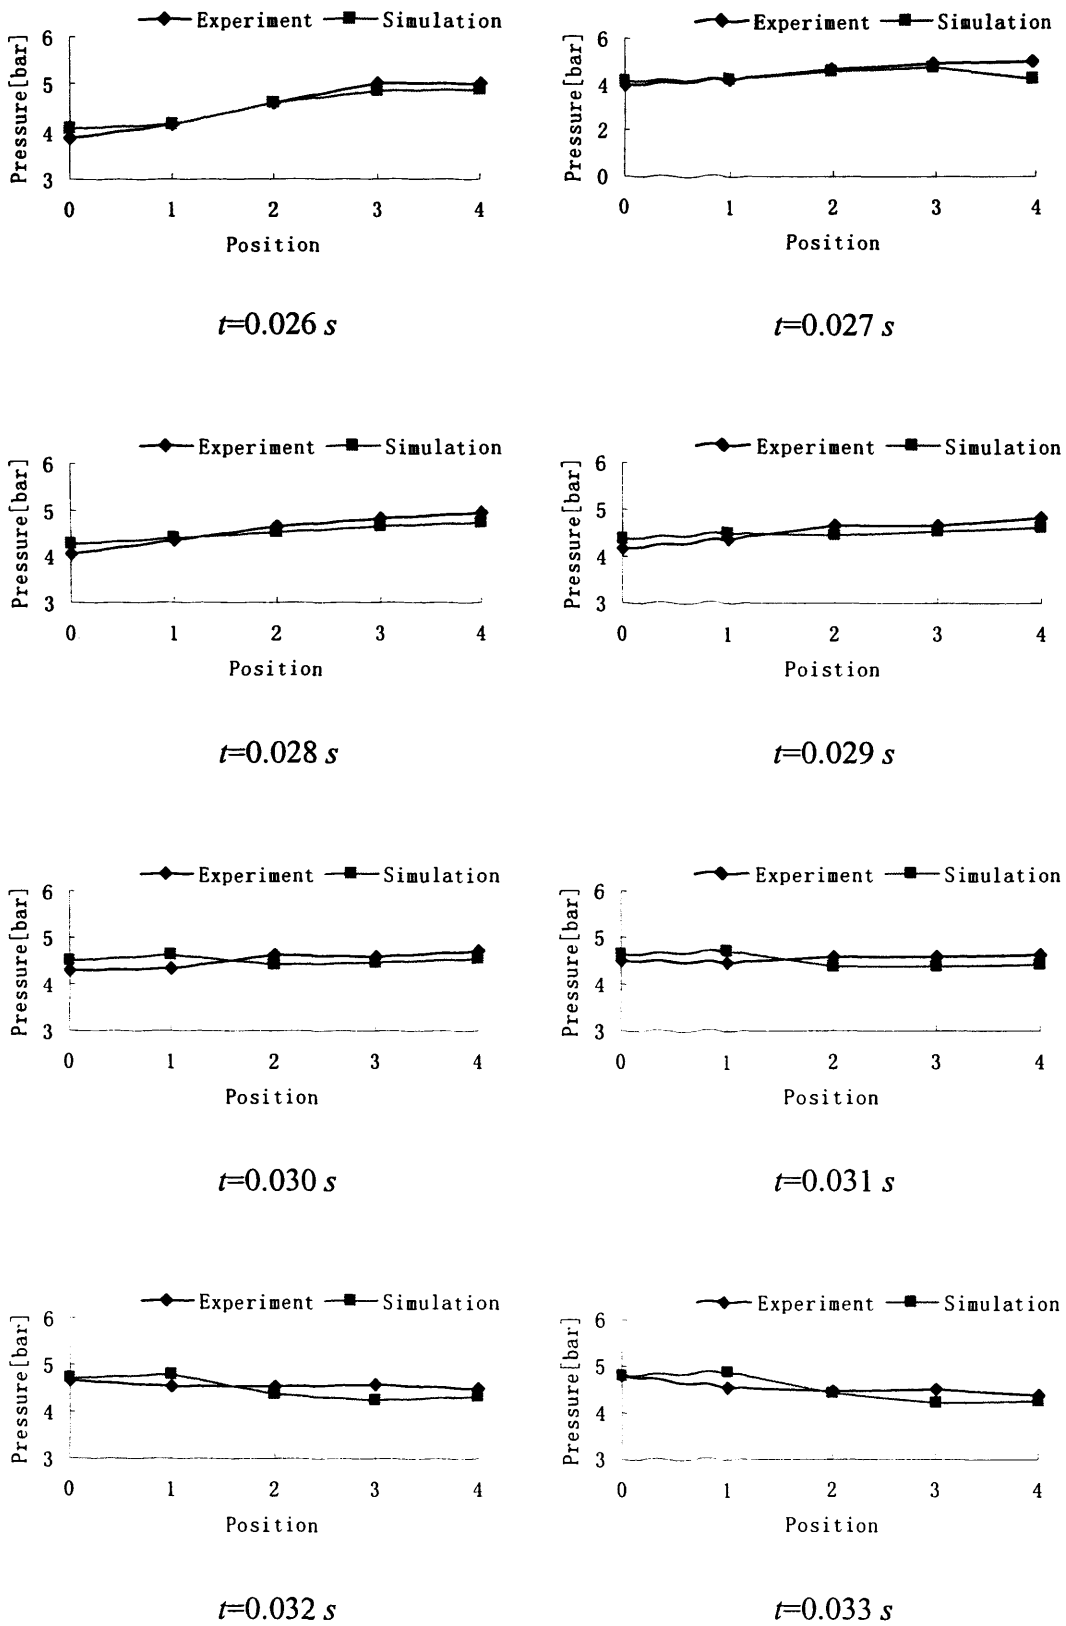 Experiment Simulation
Pressure[bar]
6
5
4
3
0 1 2 3 4
Position
t=0.026 s
Experiment Simulation
Pressure[bar]
6
4
2
0
0 1 2 3 4
Position
t=0.027 s
Experiment Simulation
Pressure[bar]
6
5
4
3
0 1 2 3 4
Position
t=0.028 s
Experiment Simulation
Pressure[bar]
6
5
4
3
0 1 2 3 4
Poistion
t=0.029 s
Experiment Simulation
Pressure[bar]
6
5
4
3
0 1 2 3 4
Position
t=0.030 s
Experiment Simulation
Pressure[bar]
6
5
4
3
0 1 2 3 4
Position
t=0.031 s
Experiment Simulation
Pressure[bar]
6
5
4
3
0 1 2 3 4
Position
t=0.032 s
Experiment Simulation
Pressure[bar]
6
5
4
3
0 1 2 3 4
Position
t=0.033 s